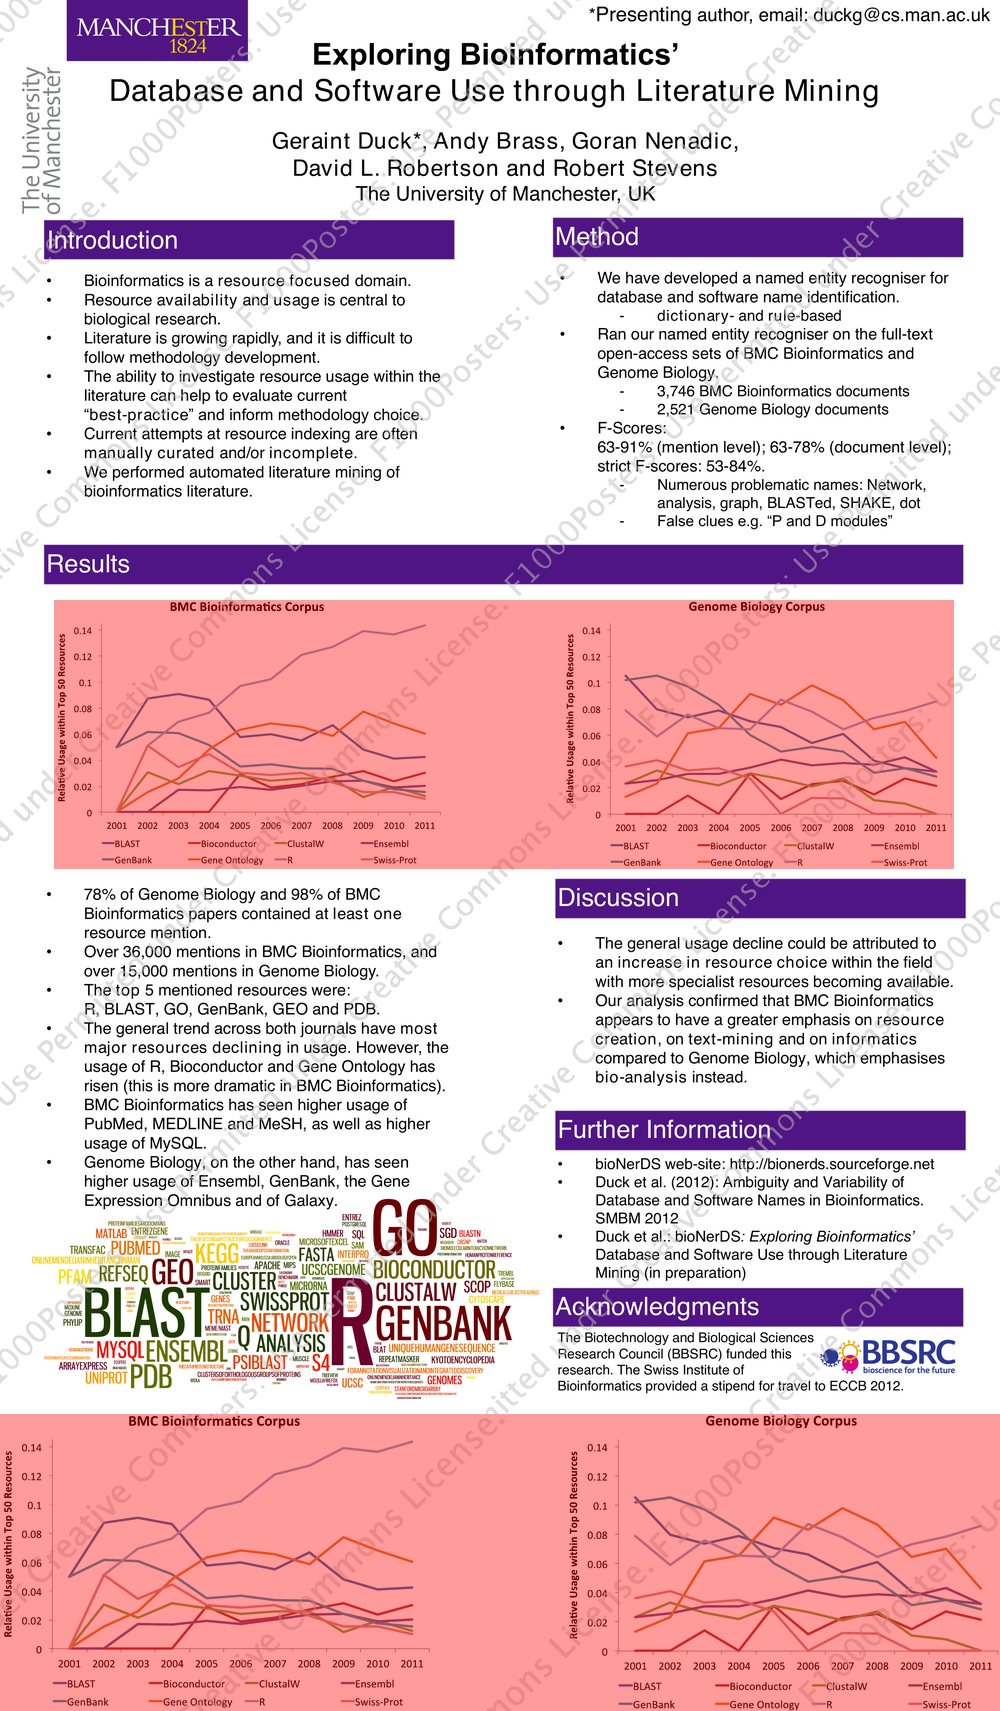 *Presenting author, email: duckg@cs.man.ac.uk
MANCHESTER
1824
The University
of Manchester
Exploring Bioinformatics’
Database and Software Use through Literature Mining
Geraint Duck*, Andy Brass, Goran Nenadic,
David L. Robertson and Robert Stevens
The University of Manchester, UK
Introduction
• Bioinformatics is a resource focused domain.
• Resource availability and usage is central to
biological research.
• Literature is growing rapidly, and it is difficult to
follow methodology development.
• The ability to investigate resource usage within the
literature can help to evaluate current
“best-practice” and inform methodology choice.
• Current attempts at resource indexing are often
manually curated and/or incomplete.
• We performed automated literature mining of
bioinformatics literature.
Method
• We have developed a named entity recogniser for
database and software name identification.
- dictionary- and rule-based
• Ran our named entity recogniser on the full-text
open-access sets of BMC Bioinformatics and
Genome Biology.
- 3,746 BMC Bioinformatics documents
- 2,521 Genome Biology documents
• F-Scores:
63-91% (mention level); 63-78% (document level);
strict F-scores: 53-84%.
- Numerous problematic names: Network,
analysis, graph, BLASTed, SHAKE, dot
- False clues e.g. “P and D modules”
Results
BMC Bioinformatics Corpus
Relative Usage within Top 50 Resources
0.14
0.12
0.1
0.08
0.06
0.04
0.02
0
2001 2002 2003 2004 2005 2006 2007 2008 2009 2010 2011
BLAST Bioconductor ClustalW Ensembl
GenBank Gene Ontology R Swiss-Prot
Genome Biology Corpus
Relative Usage within Top 50 Resources
0.14
0.12
0.1
0.08
0.06
0.04
0.02
0
2001 2002 2003 2004 2005 2006 2007 2008 2009 2010 2011
BLAST Bioconductor ClustalW Ensembl
GenBank Gene Ontology R Swiss-Prot
• 78% of Genome Biology and 98% of BMC
Bioinformatics papers contained at least one
resource mention.
• Over 36,000 mentions in BMC Bioinformatics, and
over 15,000 mentions in Genome Biology.
• The top 5 mentioned resources were:
R, BLAST, GO, GenBank, GEO and PDB.
• The general trend across both journals have most
major resources declining in usage. However, the
usage of R, Bioconductor and Gene Ontology has
risen (this is more dramatic in BMC Bioinformatics).
• BMC Bioinformatics has seen higher usage of
PubMed, MEDLINE and MeSH, as well as higher
usage of MySQL.
• Genome Biology, on the other hand, has seen
higher usage of Ensembl, GenBank, the Gene
Expression Omnibus and of Galaxy.
GO
R
BLAST
GENBANK
BIOCONDUCTOR
CLUSTALW
SWISSPROT
CLUSTER
NETWORK
ANALYSIS
Q
ENSEMBL
MYSQL
PDB
GEO
KEGG
REFSEQ
PFAM
PUBMED
MATLAB
ENTREZGENE
TRANSFAC
FASTA
UCSCGENOME
INTERPRO
MICROSOFTEXCEL
HMMER
SQL
SAM
ENTREZ
POSTGRESQL
SGD
BLASTN
SCOP
CYTOSCAPE
FLYBASE
TREMBL
TRNA
GENES
PSIBLAST
S4
UNIPROT
ARRAYEXPRESS
PHYLIP
APACHE
MIPS
ORACLE
MICRORNA
SMART
IMAGE
MUSCLE
BLAT
UNIQUEHUMANGENESEQUENCE
REPEATMASKER
KYOTOENCYCLOPEDIA
UCSC
GENOMES
STANFORDMICROARRAY
CLUSTERSOFORTHOLOGOUSGROUPSOFPROTEINS
WEKA
Discussion
• The general usage decline could be attributed to
an increase in resource choice within the field
with more specialist resources becoming available.
• Our analysis confirmed that BMC Bioinformatics
appears to have a greater emphasis on resource
creation, on text-mining and on informatics
compared to Genome Biology, which emphasises
bio-analysis instead.
Further Information
• bioNerDS web-site: http://bionerds.sourceforge.net
• Duck et al. (2012): Ambiguity and Variability of
Database and Software Names in Bioinformatics.
SMBM 2012
• Duck et al.: bioNerDS: Exploring Bioinformatics’
Database and Software Use through Literature
Mining (in preparation)
Acknowledgments
The Biotechnology and Biological Sciences
Research Council (BBSRC) funded this
research. The Swiss Institute of
Bioinformatics provided a stipend for travel to ECCB 2012.
BBSRC
bioscience for the future
BMC Bioinformatics Corpus
Relative Usage within Top 50 Resources
0.14
0.12
0.1
0.08
0.06
0.04
0.02
0
2001 2002 2003 2004 2005 2006 2007 2008 2009 2010 2011
BLAST Bioconductor ClustalW Ensembl
GenBank Gene Ontology R Swiss-Prot
Genome Biology Corpus
Relative Usage within Top 50 Resources
0.14
0.12
0.1
0.08
0.06
0.04
0.02
0
2001 2002 2003 2004 2005 2006 2007 2008 2009 2010 2011
BLAST Bioconductor ClustalW Ensembl
GenBank Gene Ontology R Swiss-Prot
F1000Posters: Use Permitted under Creative Commons License.